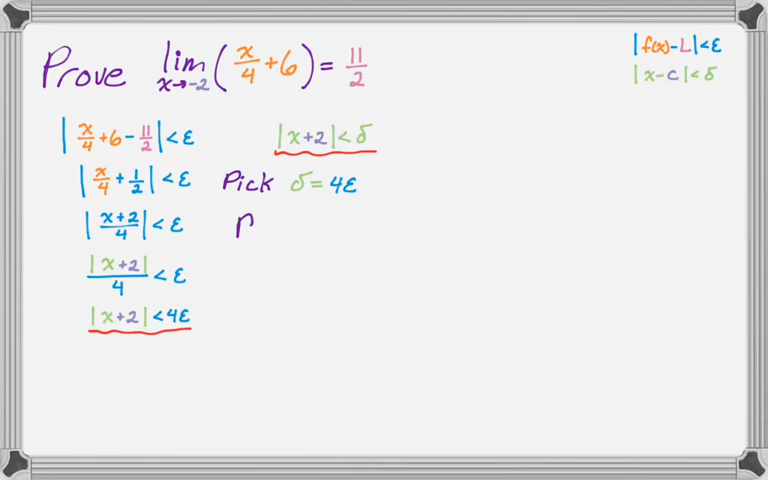 Prove lim x→-2 (x/4 + 6) = 11/2
|f(x)-L|<ε
|x-c|<δ
|x/4 + 6 - 11/2| < ε
|x+2| < δ
|x/4 + 1/2| < ε
Pick δ = 4ε
|(x+2)/4| < ε
|x+2|/4 < ε
|x+2| < 4ε